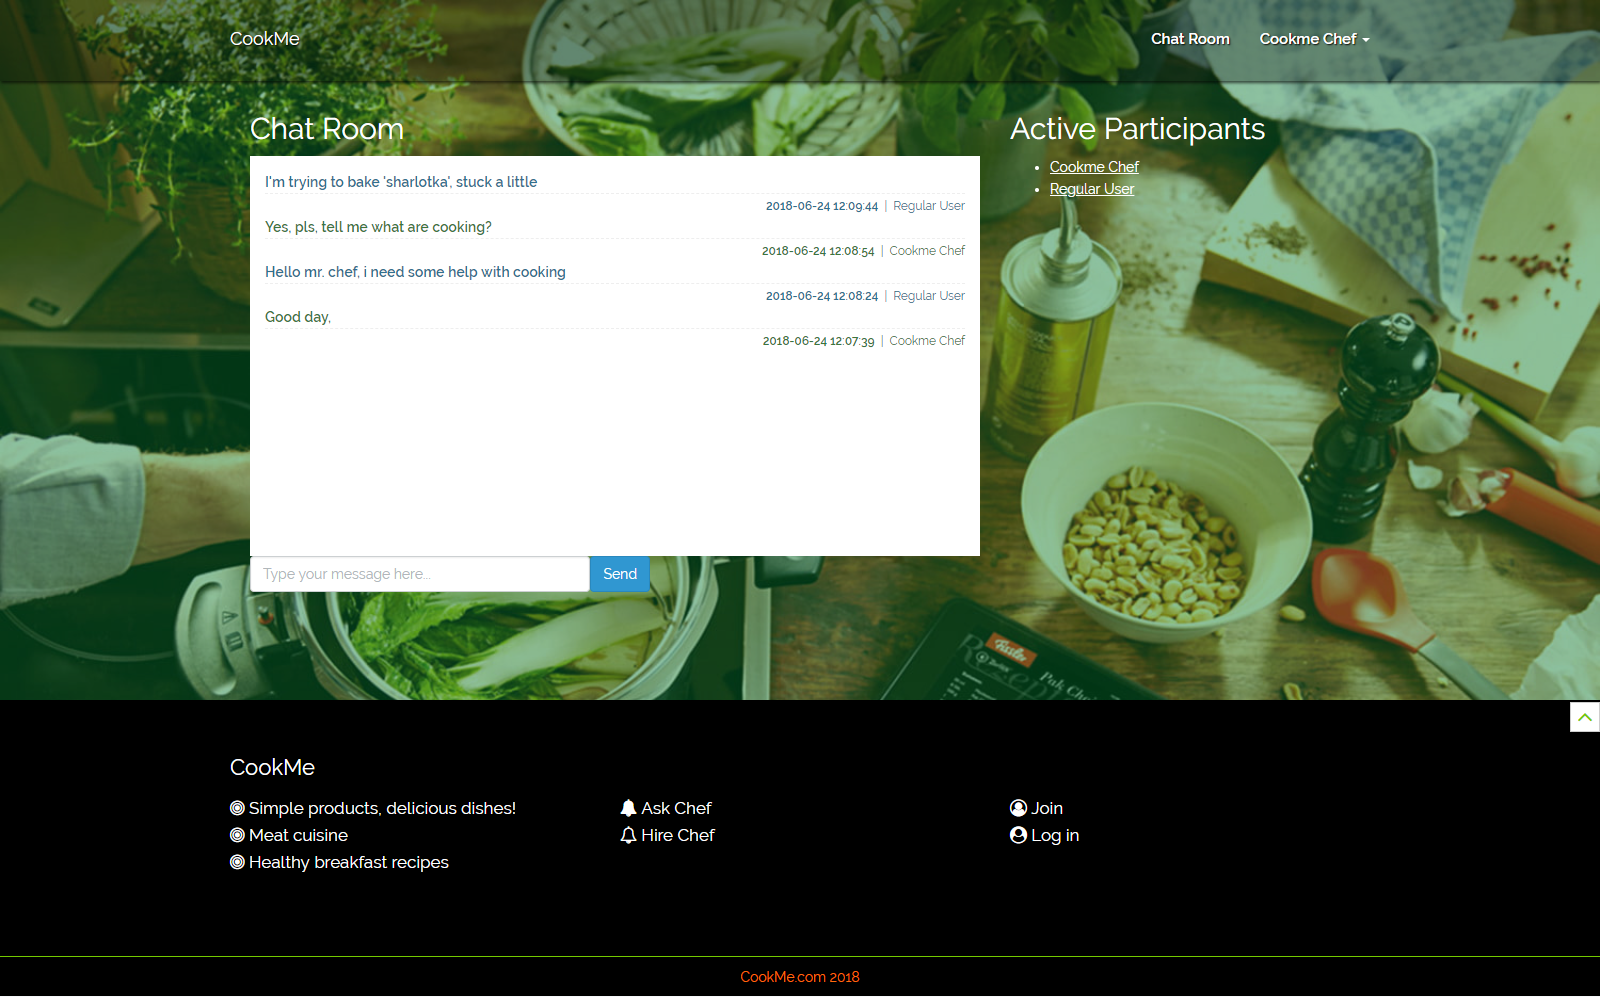 CookMe
Chat Room
Cookme Chef
Chat Room
Active Participants
I'm trying to bake 'sharlotka', stuck a little
2018-06-24 12:09:44 | Regular User
Yes, pls, tell me what are cooking?
2018-06-24 12:08:54 | Cookme Chef
Hello mr. chef, i need some help with cooking
2018-06-24 12:08:24 | Regular User
Good day,
2018-06-24 12:07:39 | Cookme Chef
Cookme Chef
Regular User
Type your message here...
Send
Fissler
Pak Choi
CookMe
Simple products, delicious dishes!
Meat cuisine
Healthy breakfast recipes
Ask Chef
Hire Chef
Join
Log in
CookMe.com 2018